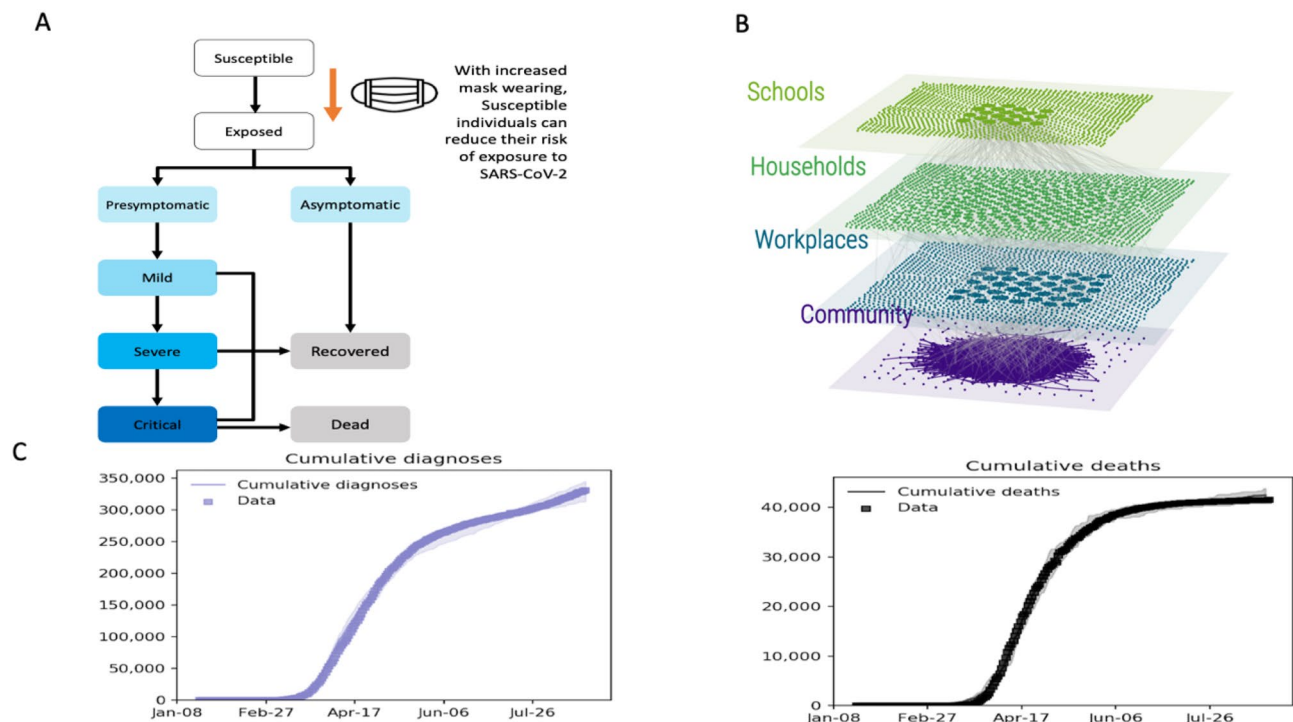 A
Susceptible
Exposed
With increased
mask wearing,
Susceptible
individuals can
reduce their risk
of exposure to
SARS-CoV-2
Presymptomatic
Asymptomatic
Mild
Severe
Recovered
Critical
Dead
B
Schools
Households
Workplaces
Community
C
Cumulative diagnoses
350,000
300,000
250,000
200,000
150,000
100,000
50,000
0
Cumulative diagnoses
Data
Jan-08 Feb-27 Apr-17 Jun-06 Jul-26
Cumulative deaths
40,000
30,000
20,000
10,000
0
Cumulative deaths
Data
Jan-08 Feb-27 Apr-17 Jun-06 Jul-26